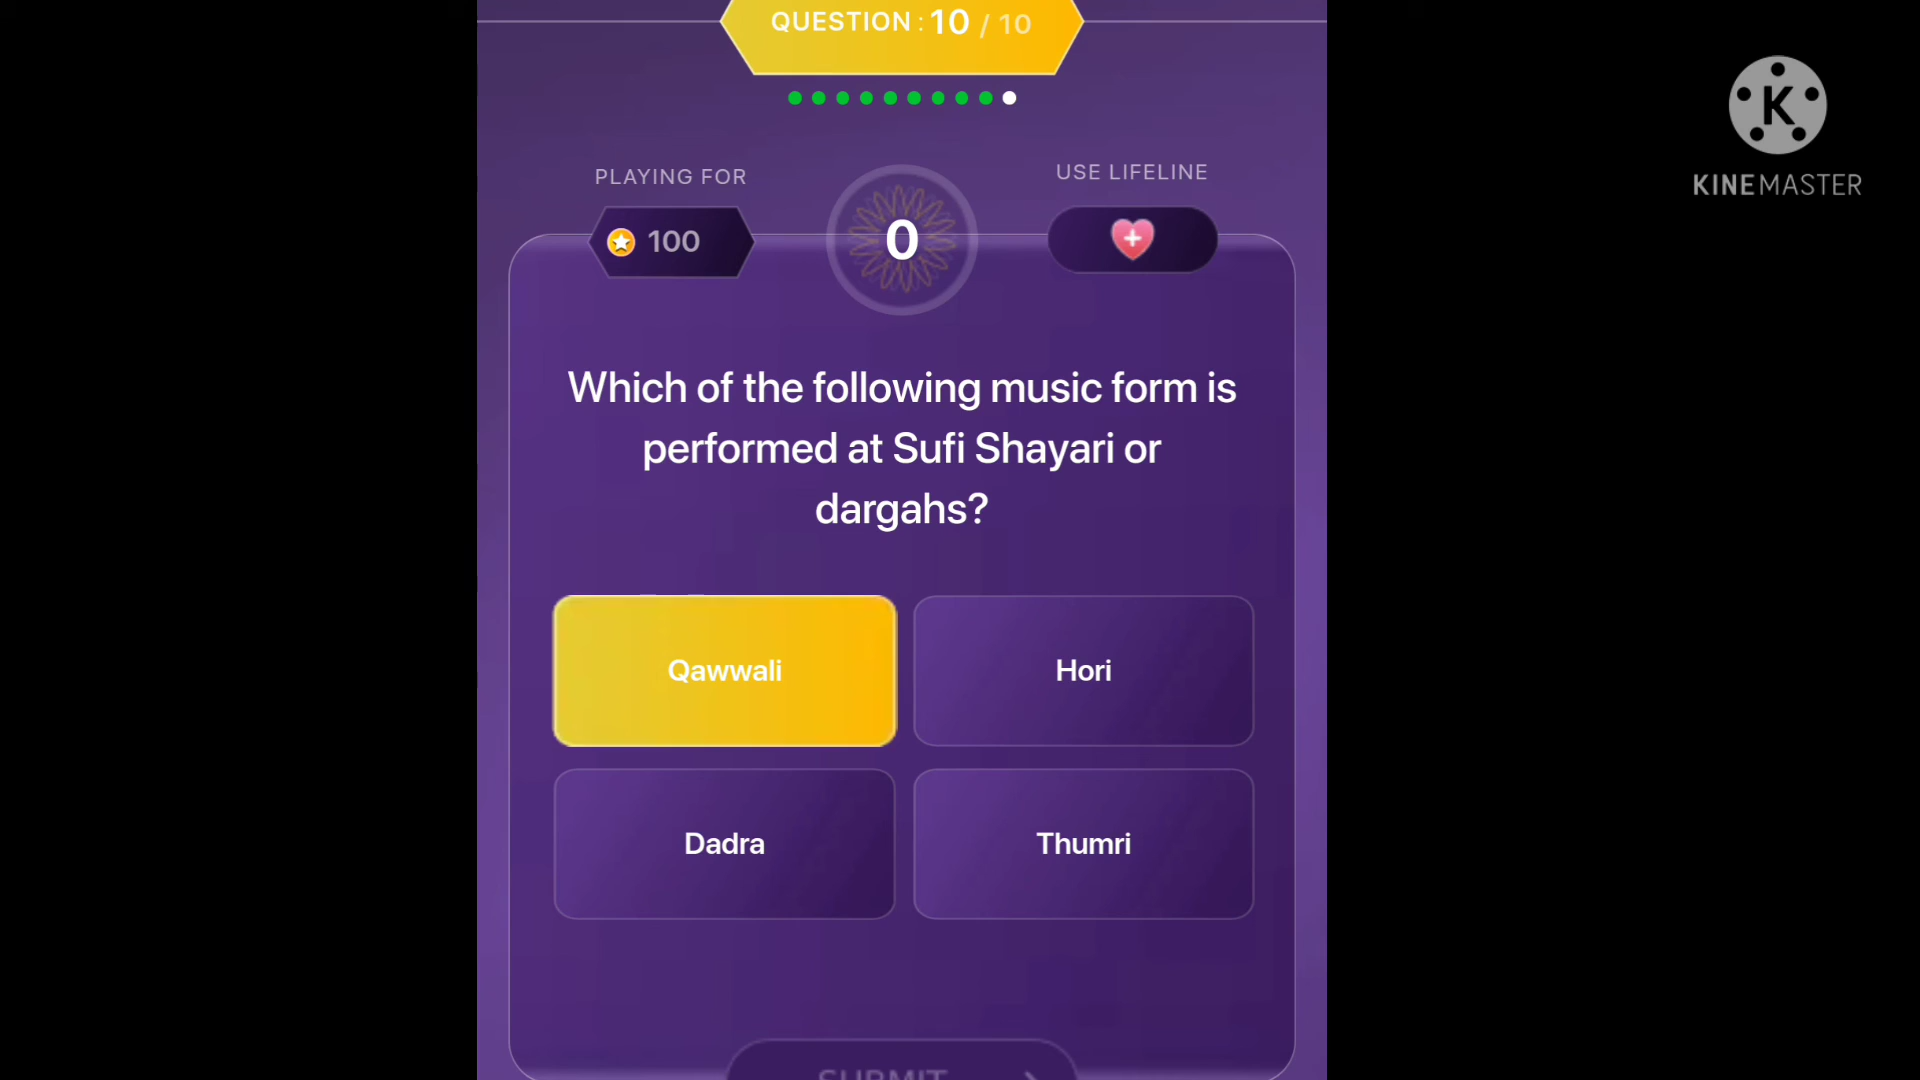 QUESTION : 10 / 10
PLAYING FOR
USE LIFELINE
100
0
Which of the following music form is
performed at Sufi Shayari or
dargahs?
Qawwali
Hori
Dadra
Thumri
SUBMIT
K
KINEMASTER